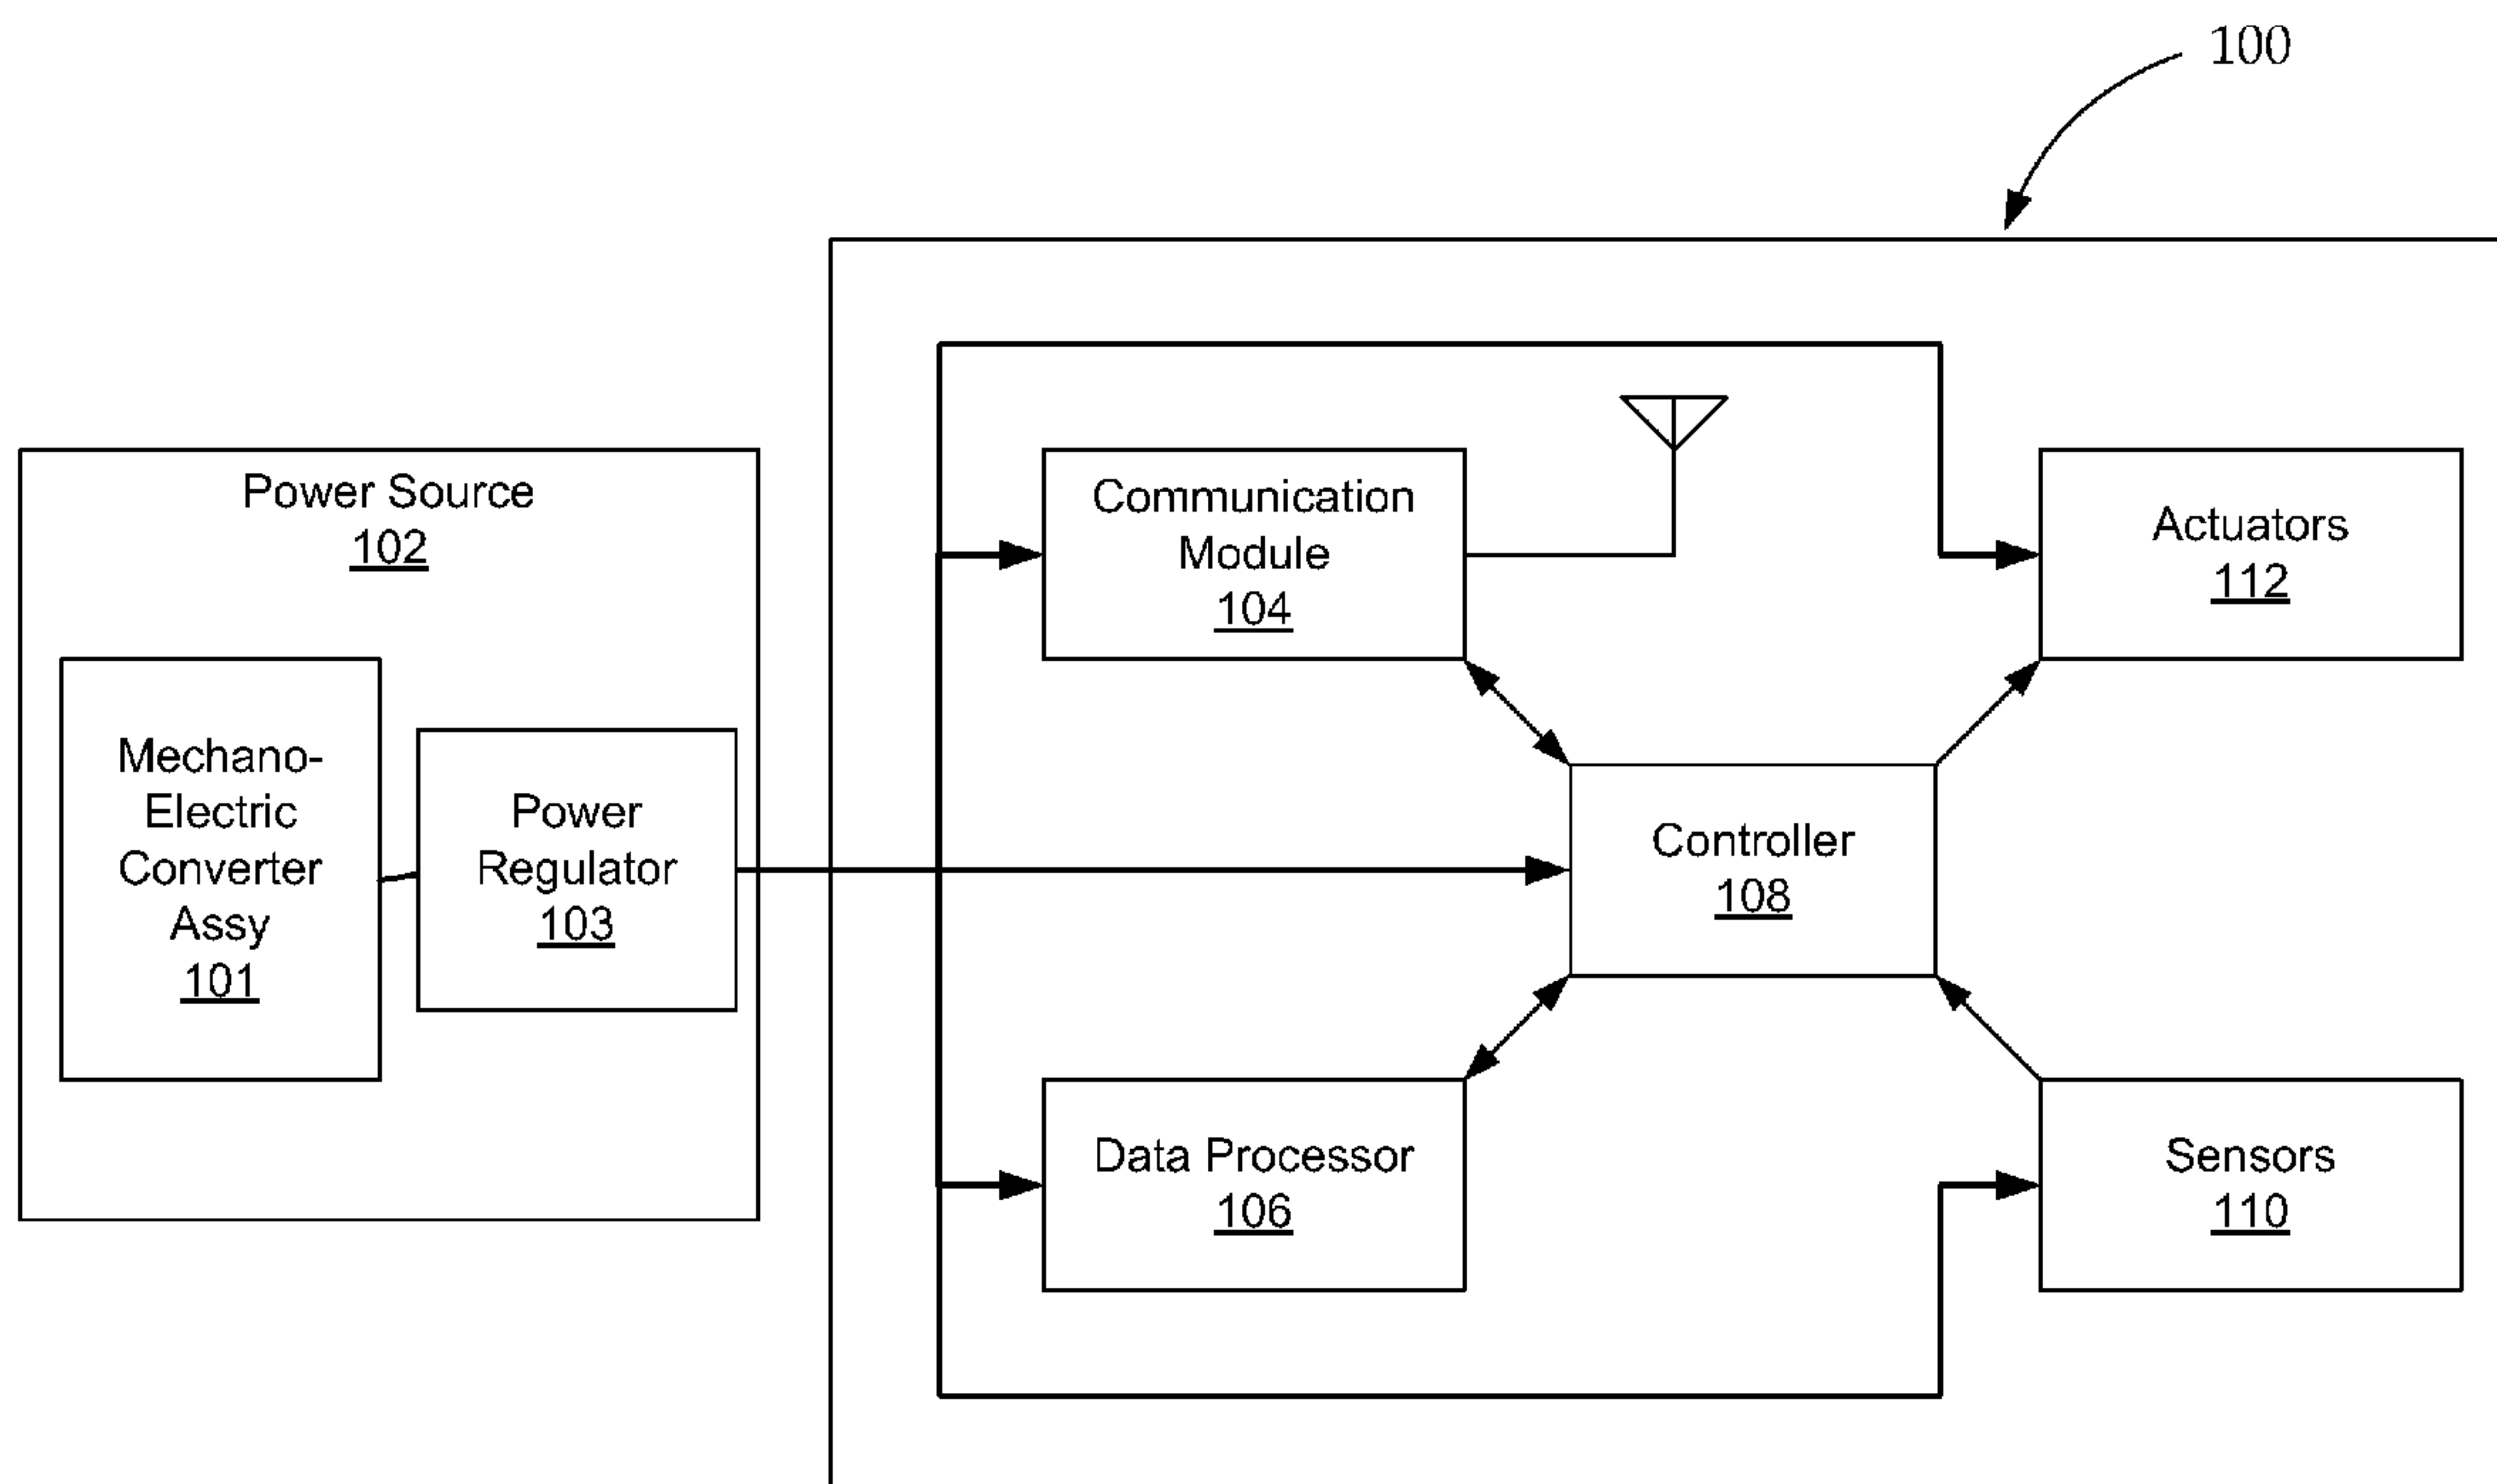 100
Power Source
102
Mechano-
Electric
Converter
Assy
101
Power
Regulator
103
Communication
Module
104
Actuators
112
Controller
108
Data Processor
106
Sensors
110